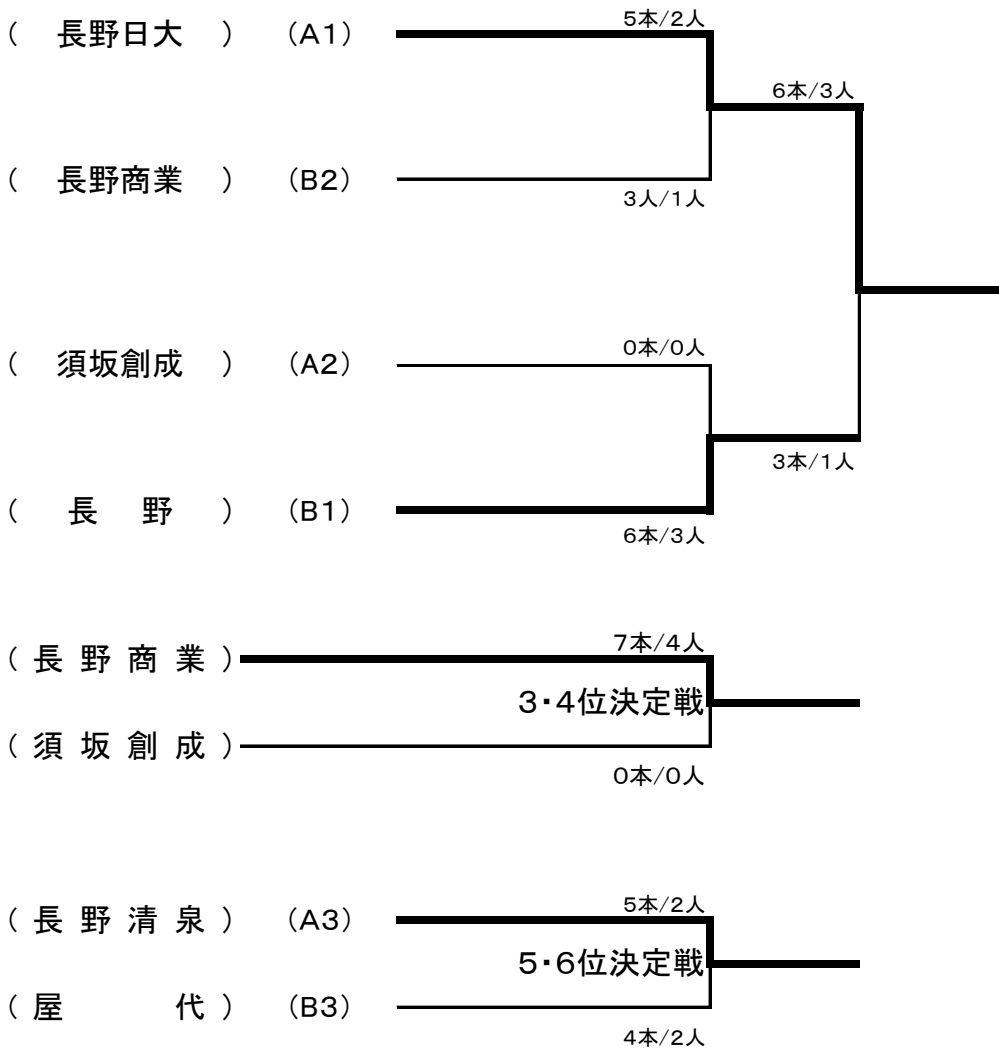 5本/2人
（　長野日大　）　（A1）
6本/3人
（　長野商業　）　（B2）
3人/1人
0本/0人
（　須坂創成　）　（A2）
3本/1人
（　長　野　）　（B1）
6本/3人
7本/4人
（ 長 野 商 業 ）
3・4位決定戦
（ 須 坂 創 成 ）
0本/0人
5本/2人
（ 長 野 清 泉 ）　（A3）
5・6位決定戦
（ 屋　　　代 ）　（B3）
4本/2人